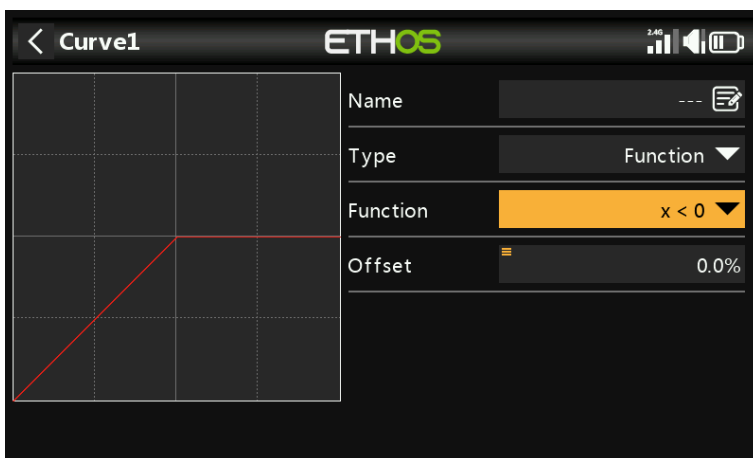 Curve1
ETHOS
2.4G
Name
---
Type
Function
Function
x < 0
Offset
0.0%